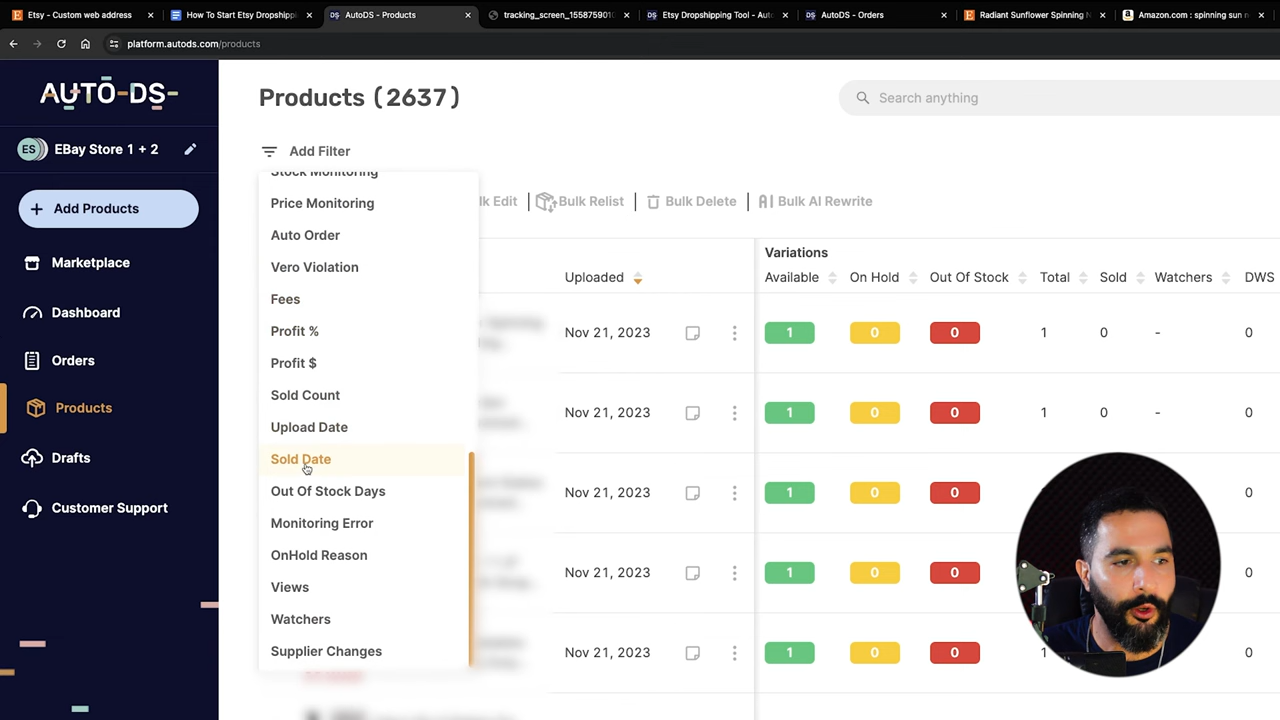 Etsy - Custom web address
How To Start Etsy Dropshippi
AutoDS - Products
tracking_screen_1558759010
Etsy Dropshipping Tool - Aut
AutoDS - Orders
Radiant Sunflower Spinning N
Amazon.com : spinning sun n
platform.autods.com/products
AUTO-DS-
Products (2637)
Search anything
ES
EBay Store 1 + 2
Add Filter
Add Products
Stock Monitoring
Price Monitoring
Auto Order
Vero Violation
Fees
Profit %
Profit $
Sold Count
Upload Date
Sold Date
Out Of Stock Days
Monitoring Error
OnHold Reason
Views
Watchers
Supplier Changes
lk Edit
Bulk Relist
Bulk Delete
AI Bulk AI Rewrite
Marketplace
Dashboard
Orders
Products
Drafts
Customer Support
Variations
Uploaded
Available
On Hold
Out Of Stock
Total
Sold
Watchers
DWS
Nov 21, 2023 1 0 0 1 0 - 0
Nov 21, 2023 1 0 0 1 0 - 0
Nov 21, 2023 1 0 0 0
Nov 21, 2023 1 0 0 0
Nov 21, 2023 1 0 0 1 0